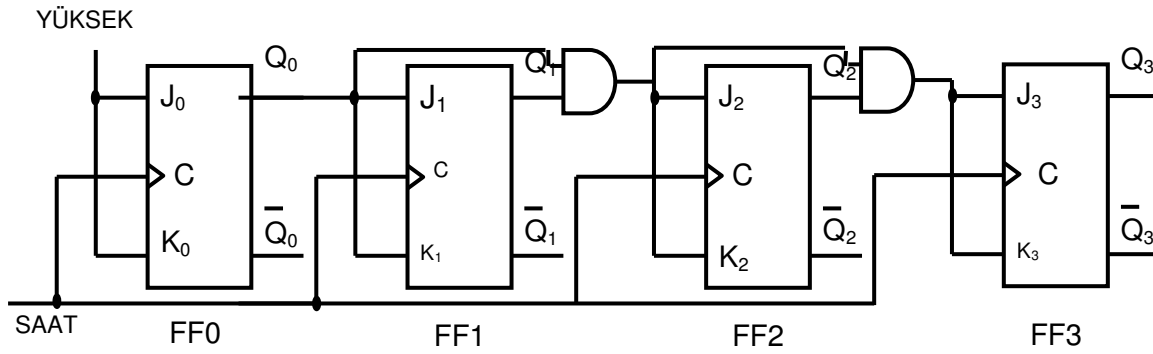 YÜKSEK
Q0 Q1 Q2 Q3
J0 J1 J2 J3
C C C C
Q̅0 Q̅1 Q̅2 Q̅3
K0 K1 K2 K3
SAAT
FF0 FF1 FF2 FF3